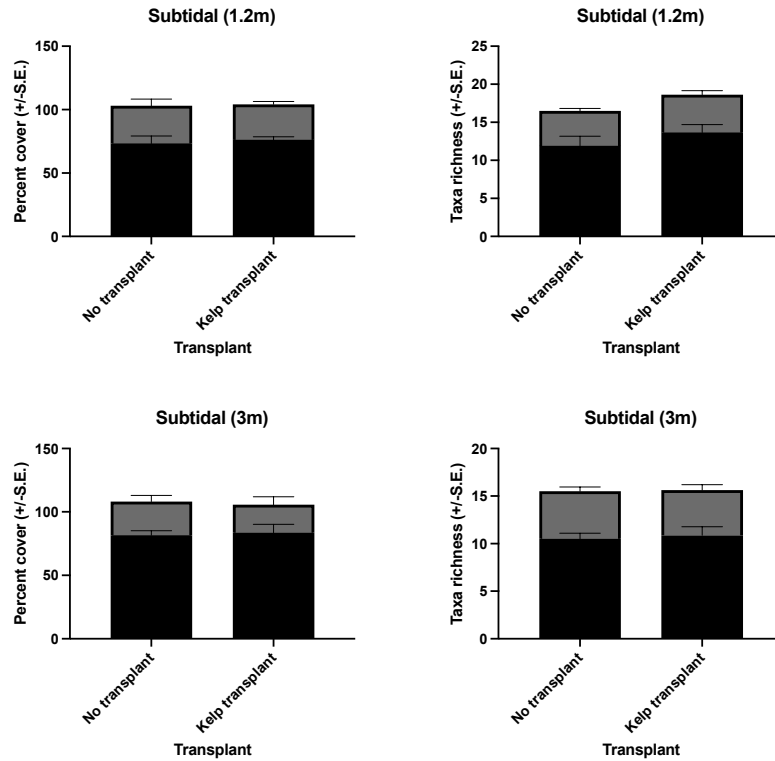 Subtidal (1.2m)
Percent cover (+/-S.E.)
150
100
50
0
No transplant
Kelp transplant
Transplant
Subtidal (1.2m)
Taxa richness (+/-S.E.)
25
20
15
10
5
0
No transplant
Kelp transplant
Transplant
Subtidal (3m)
Percent cover (+/-S.E.)
150
100
50
0
No transplant
Kelp transplant
Transplant
Subtidal (3m)
Taxa richness (+/-S.E.)
20
15
10
5
0
No transplant
Kelp transplant
Transplant